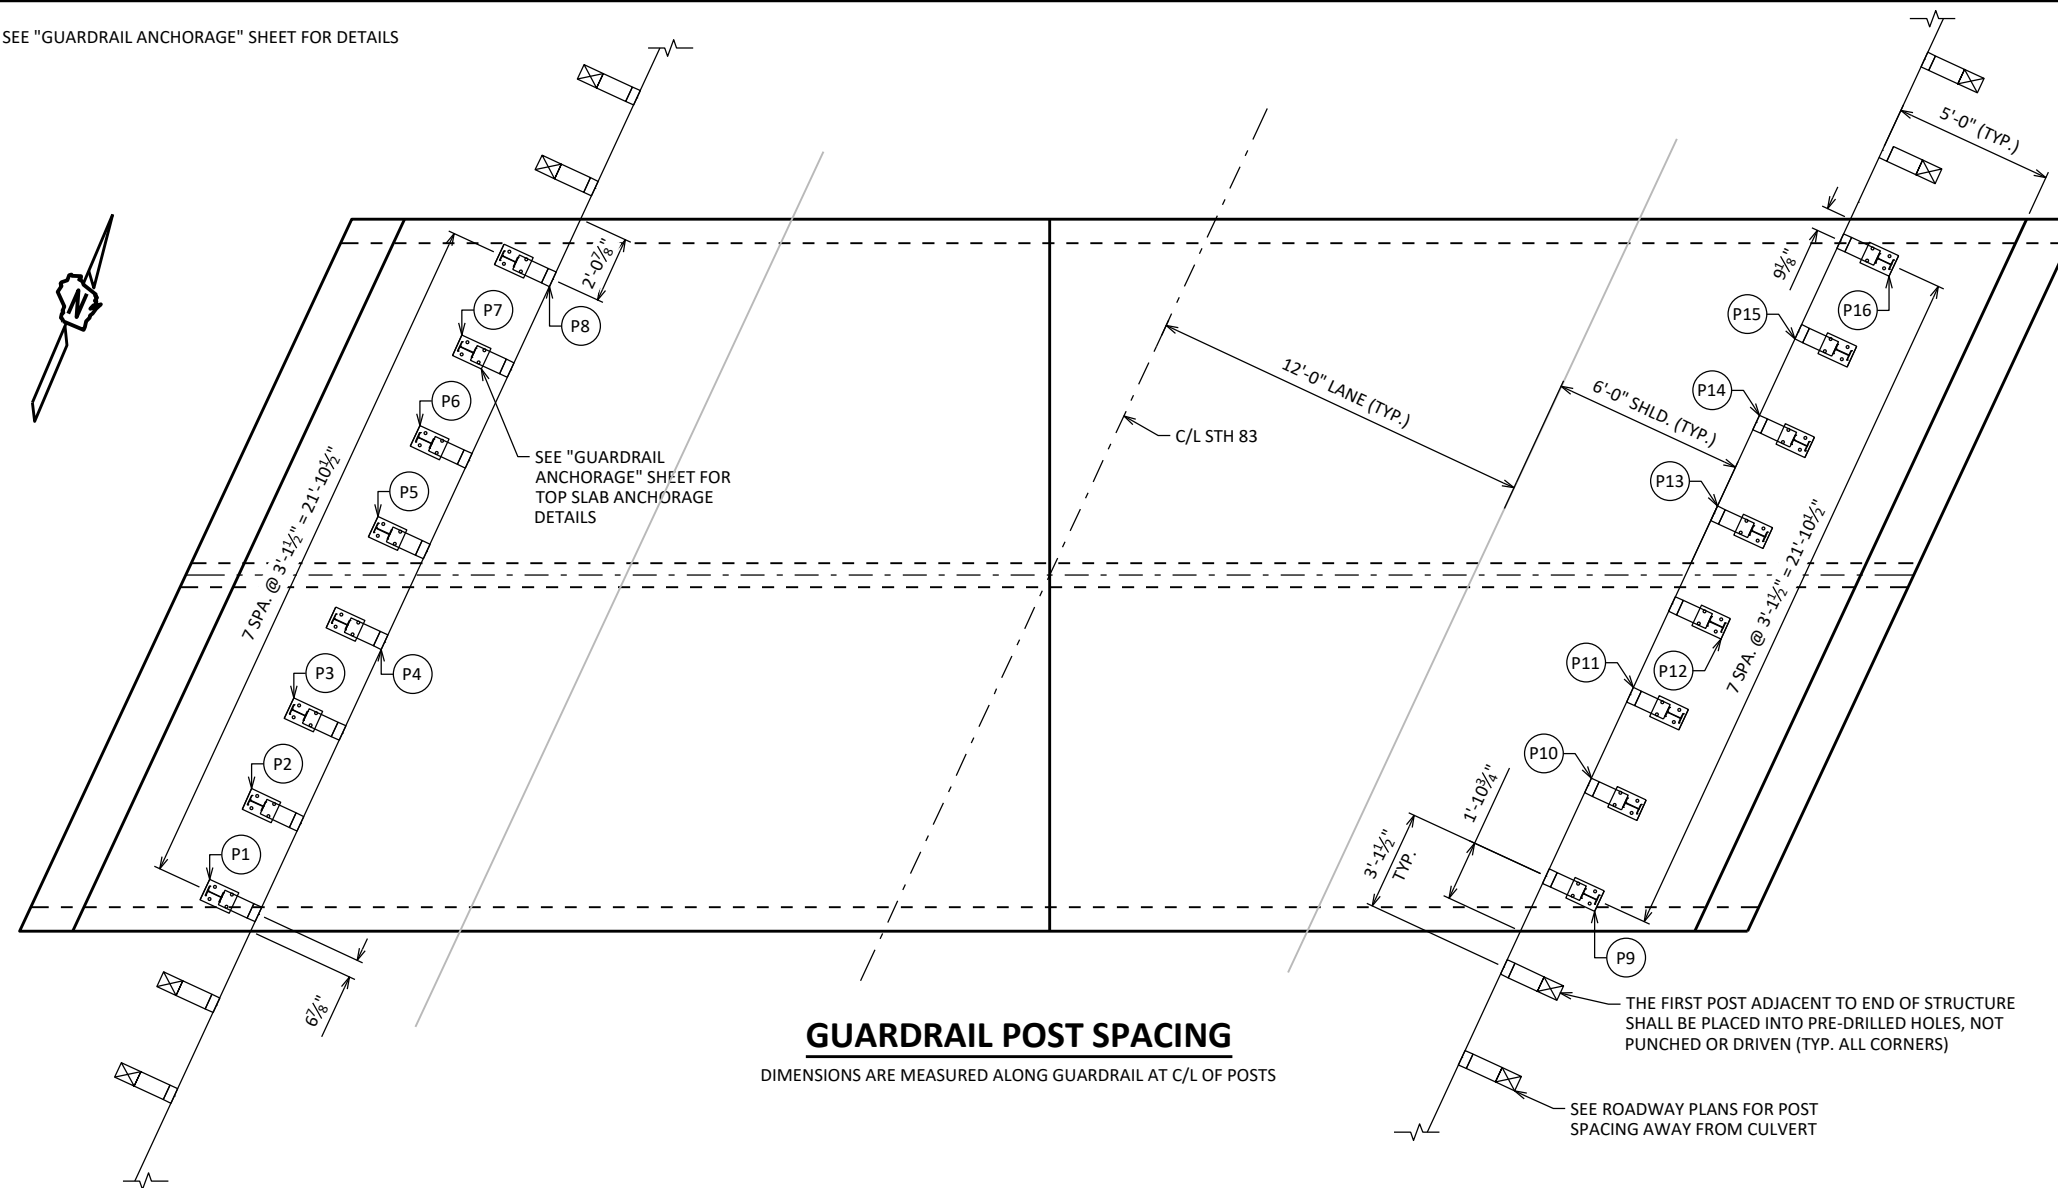 SEE "GUARDRAIL ANCHORAGE" SHEET FOR DETAILS
5'-0" (TYP.)
2'-0⅞"
9⅛"
N
P7
P8
P15
P16
P6
12'-0" LANE (TYP.)
6'-0" SHLD. (TYP.)
P14
C/L STH 83
SEE "GUARDRAIL
ANCHORAGE" SHEET FOR
TOP SLAB ANCHORAGE
DETAILS
P5
P13
7 SPA. @ 3'-1½" = 21'-10½"
7 SPA. @ 3'-1½" = 21'-10½"
P3
P4
P11
P12
P2
P10
1'-10¾"
3'-1½"
TYP.
P1
P9
6⅞"
THE FIRST POST ADJACENT TO END OF STRUCTURE
SHALL BE PLACED INTO PRE-DRILLED HOLES, NOT
PUNCHED OR DRIVEN (TYP. ALL CORNERS)
GUARDRAIL POST SPACING
DIMENSIONS ARE MEASURED ALONG GUARDRAIL AT C/L OF POSTS
SEE ROADWAY PLANS FOR POST
SPACING AWAY FROM CULVERT